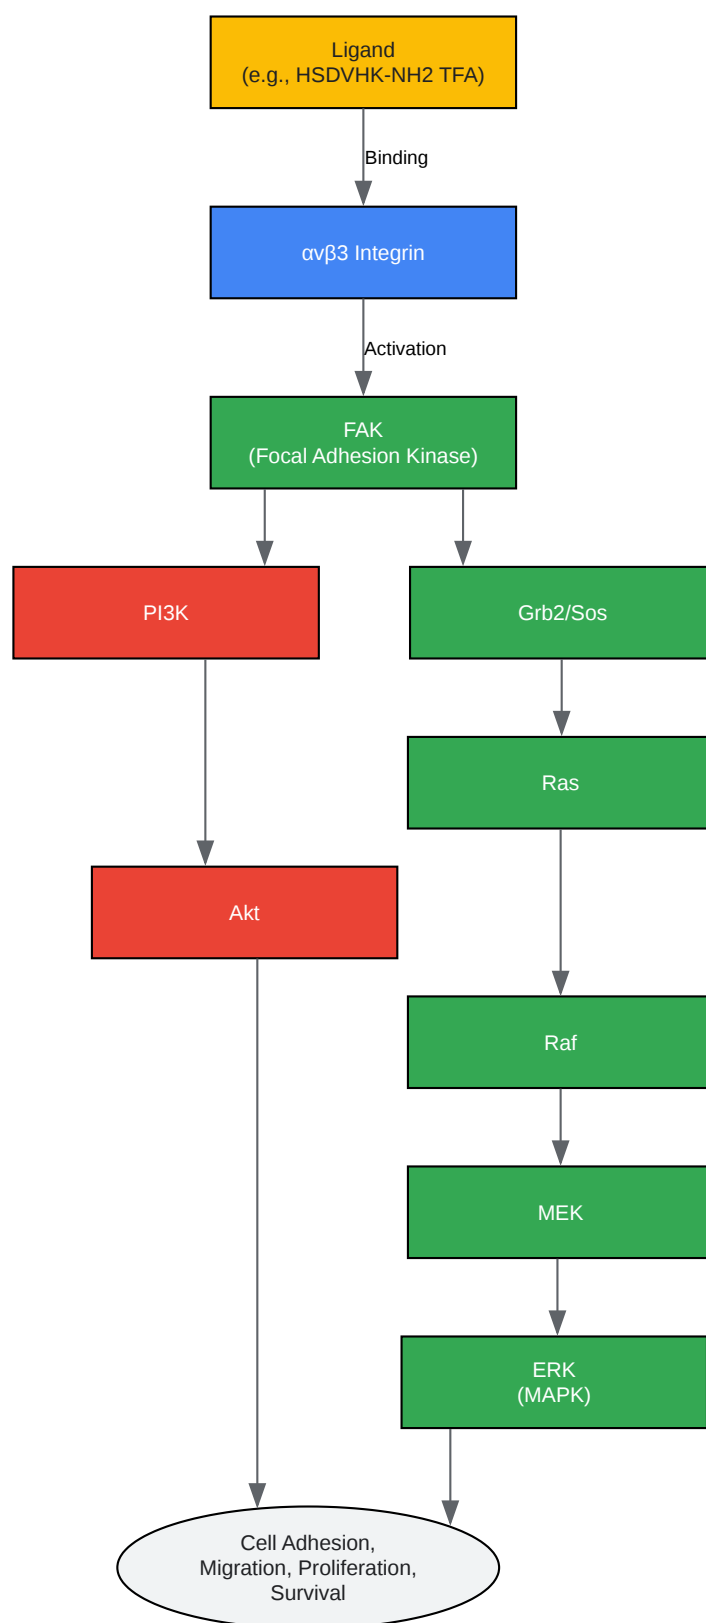 Ligand
(e.g., HSDVHK-NH2 TFA)
Binding
αvβ3 Integrin
Activation
FAK
(Focal Adhesion Kinase)
PI3K
Grb2/Sos
Ras
Akt
Raf
MEK
ERK
(MAPK)
Cell Adhesion,
Migration, Proliferation,
Survival